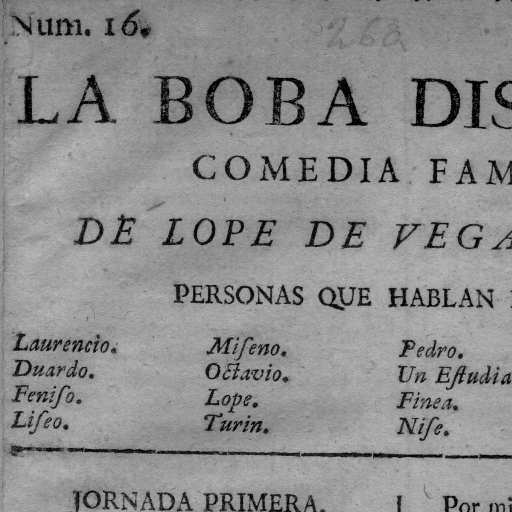 Num. 16.
26a
LA BOBA DIS
COMEDIA FAM
DE LOPE DE VEGA
PERSONAS QUE HABLAN
Laurencio. Miſeno. Pedro.
Duardo. Octavio. Un Eſtudia
Feniſo. Lope. Finea.
Liſeo. Turin. Niſe.
JORNADA PRIMERA. Por mi